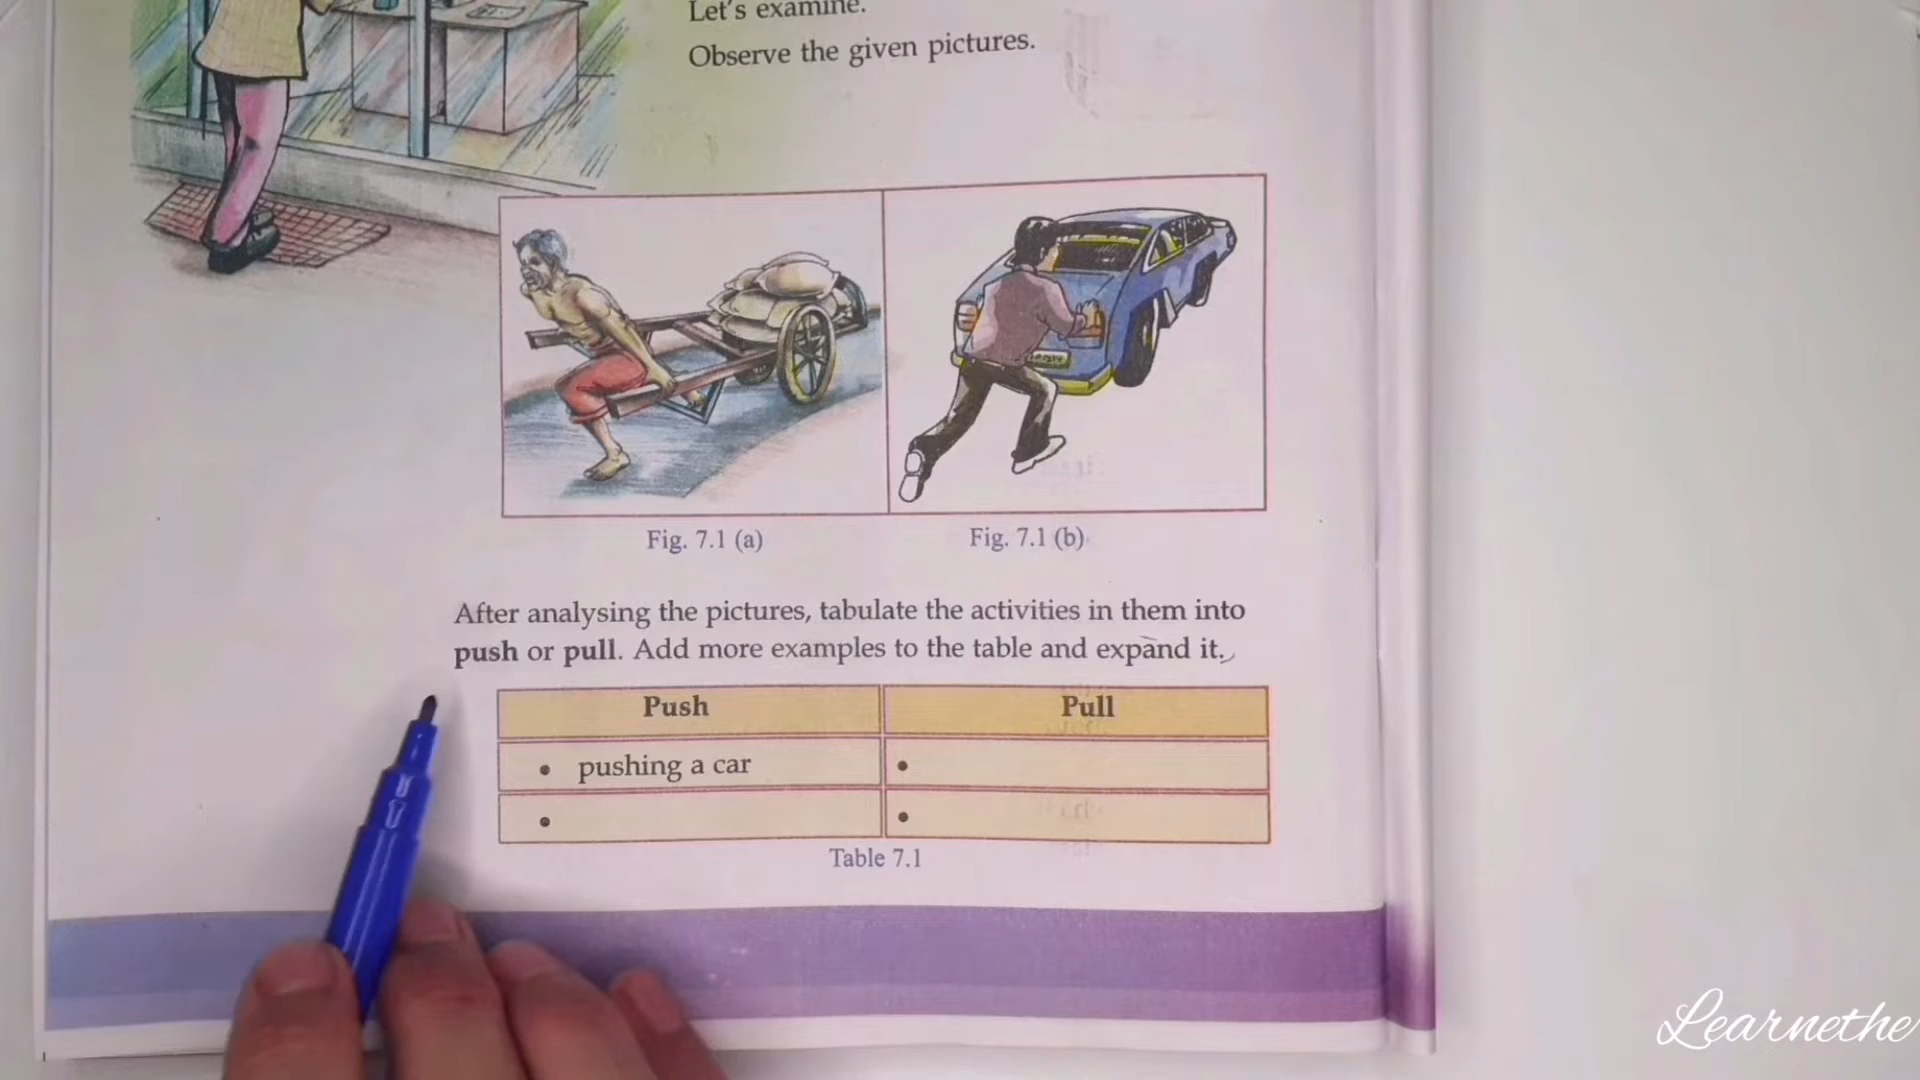 Let's examine.
Observe the given pictures.
Fig. 7.1 (a)
Fig. 7.1 (b)
After analysing the pictures, tabulate the activities in them into
push or pull. Add more examples to the table and expand it.
Push
Pull
• pushing a car
•
•
•
Table 7.1
Learnethe